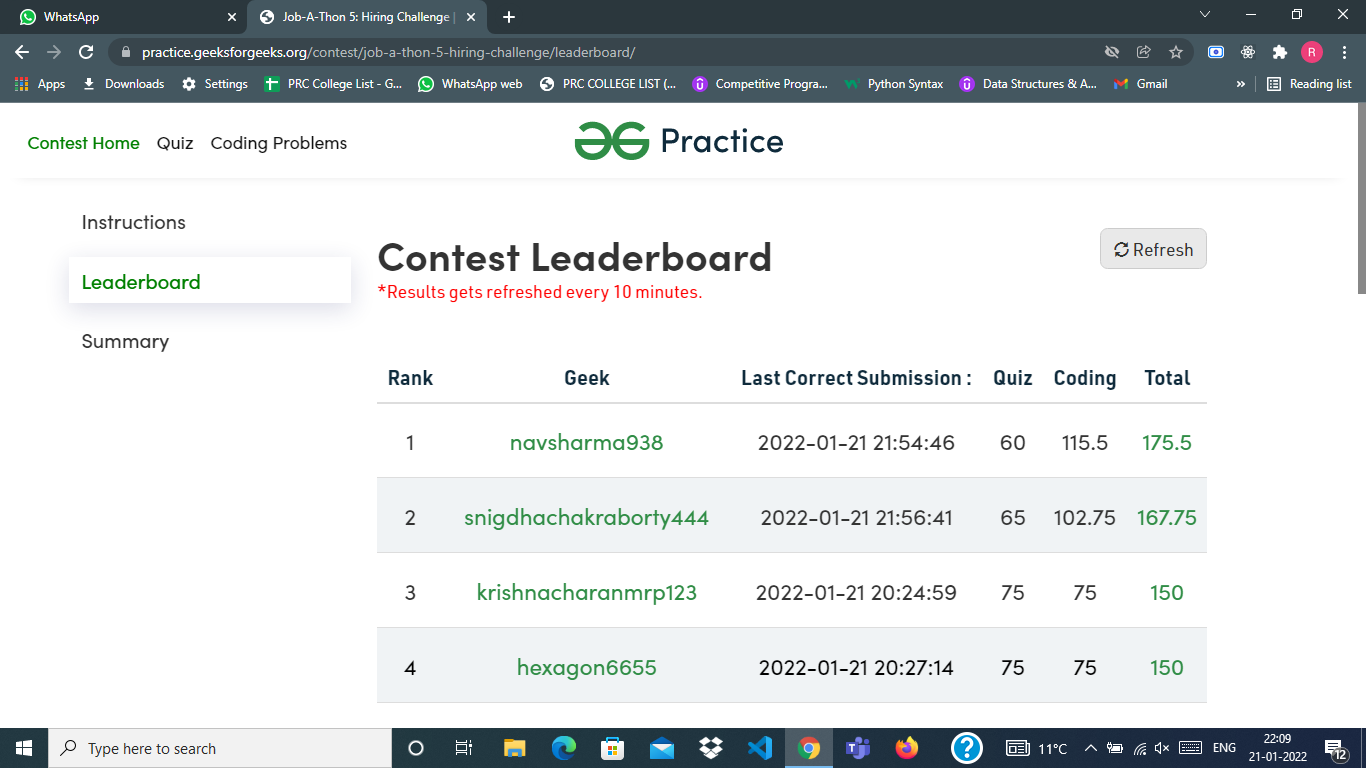 WhatsApp
Job-A-Thon 5: Hiring Challenge |
practice.geeksforgeeks.org/contest/job-a-thon-5-hiring-challenge/leaderboard/
R
Apps Downloads Settings PRC College List - G... WhatsApp web PRC COLLEGE LIST (... Competitive Progra... Python Syntax Data Structures & A... Gmail » Reading list
Contest Home Quiz Coding Problems
Practice
Instructions
Leaderboard
Summary
Contest Leaderboard
Refresh
*Results gets refreshed every 10 minutes.
Rank Geek Last Correct Submission : Quiz Coding Total
1 navsharma938 2022-01-21 21:54:46 60 115.5 175.5
2 snigdhachakraborty444 2022-01-21 21:56:41 65 102.75 167.75
3 krishnacharanmrp123 2022-01-21 20:24:59 75 75 150
4 hexagon6655 2022-01-21 20:27:14 75 75 150
Type here to search
?
11°C
ENG
22:09
21-01-2022
12